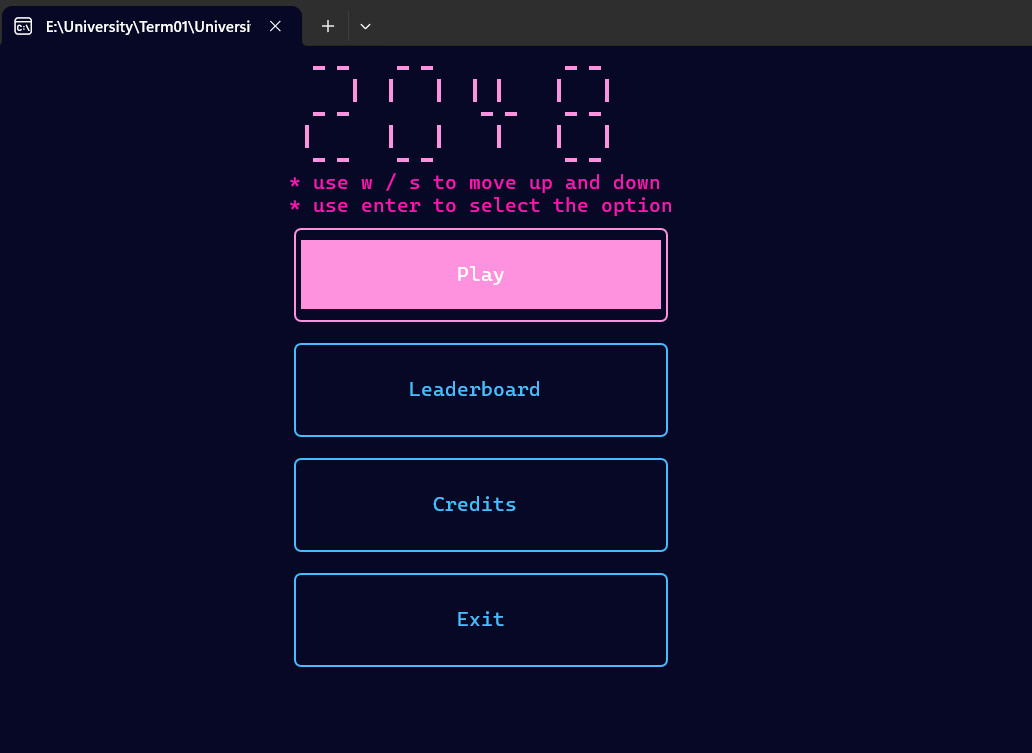 E:\University\Term01\Universi
2048
* use w / s to move up and down
* use enter to select the option
Play
Leaderboard
Credits
Exit